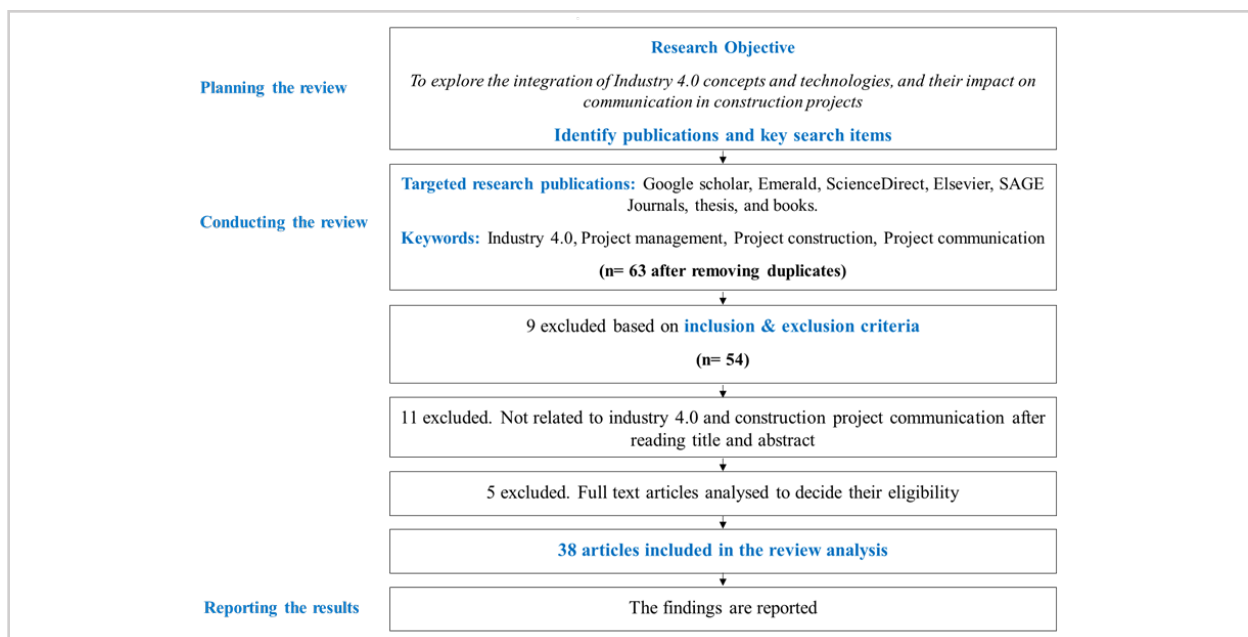 Research Objective
Planning the review
To explore the integration of Industry 4.0 concepts and technologies, and their impact on
communication in construction projects
Identify publications and key search items
Conducting the review
Targeted research publications: Google scholar, Emerald, ScienceDirect, Elsevier, SAGE
Journals, thesis, and books.
Keywords: Industry 4.0, Project management, Project construction, Project communication
(n= 63 after removing duplicates)
9 excluded based on inclusion & exclusion criteria
(n= 54)
11 excluded. Not related to industry 4.0 and construction project communication after
reading title and abstract
5 excluded. Full text articles analysed to decide their eligibility
38 articles included in the review analysis
Reporting the results
The findings are reported